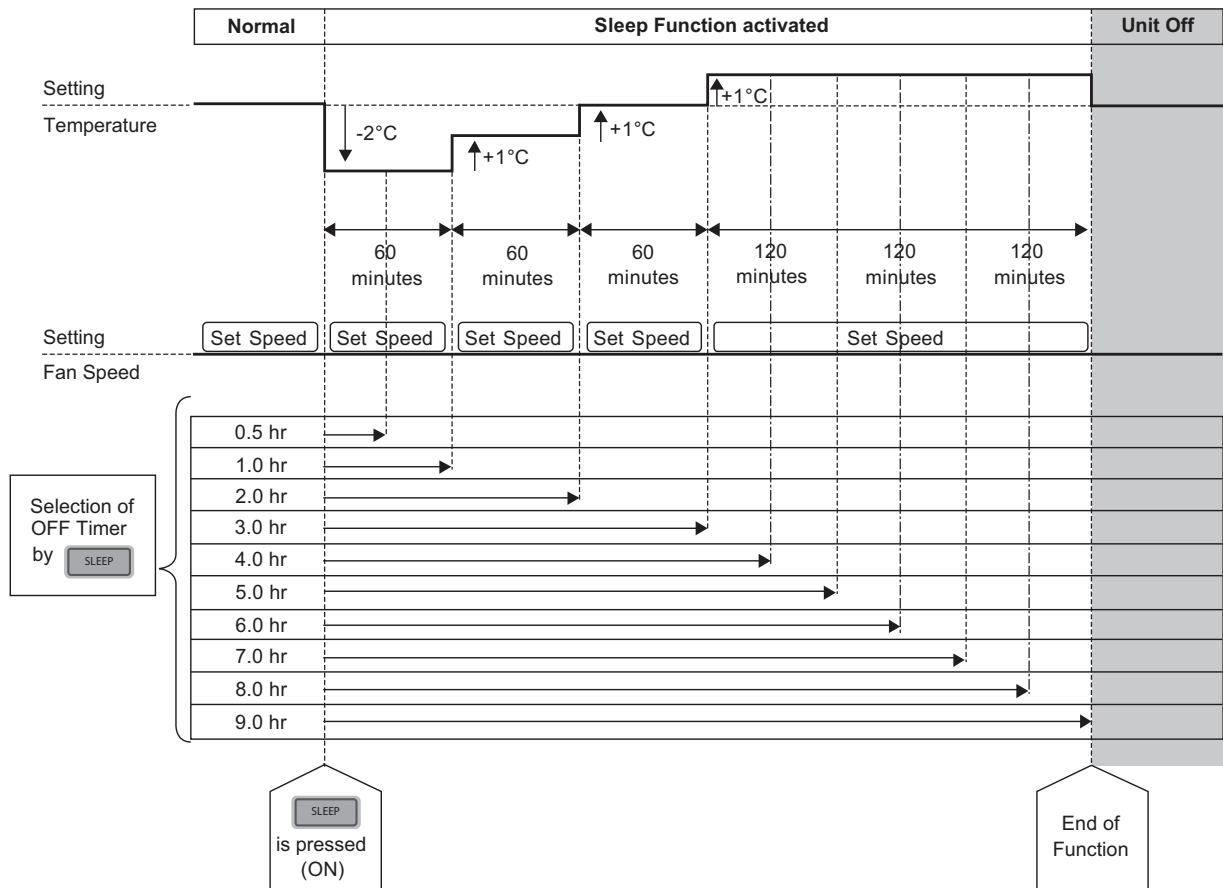 Normal
Sleep Function activated
Unit Off
Setting
Temperature
-2°C
+1°C
+1°C
+1°C
60
minutes
60
minutes
60
minutes
120
minutes
120
minutes
120
minutes
Setting
Fan Speed
Set Speed
Set Speed
Set Speed
Set Speed
Set Speed
Selection of
OFF Timer
by SLEEP
0.5 hr
1.0 hr
2.0 hr
3.0 hr
4.0 hr
5.0 hr
6.0 hr
7.0 hr
8.0 hr
9.0 hr
SLEEP
is pressed
(ON)
End of
Function